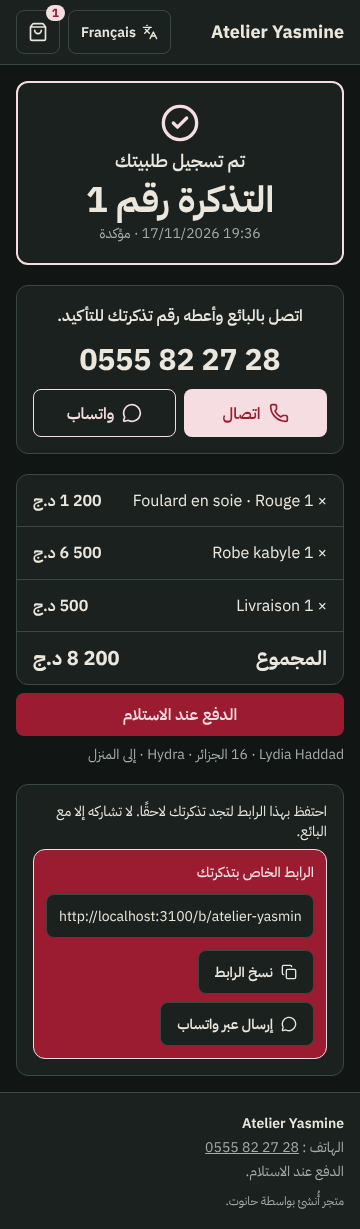 Atelier Yasmine
Français
1
تم تسجيل طلبيتك
التذكرة رقم 1
17/11/2026 19:36 · مؤكدة
اتصل بالبائع وأعطه رقم تذكرتك للتأكيد.
0555 82 27 28
اتصال
واتساب
Foulard en soie · Rouge 1 ×
1 200 د.ج
Robe kabyle 1 ×
6 500 د.ج
Livraison 1 ×
500 د.ج
المجموع
8 200 د.ج
الدفع عند الاستلام
Lydia Haddad · 16 الجزائر · Hydra · إلى المنزل
احتفظ بهذا الرابط لتجد تذكرتك لاحقًا. لا تشاركه إلا مع
البائع.
الرابط الخاص بتذكرتك
http://localhost:3100/b/atelier-yasmin
نسخ الرابط
إرسال عبر واتساب
Atelier Yasmine
الهاتف : 0555 82 27 28
الدفع عند الاستلام.
متجر أُنشئ بواسطة حانوت.